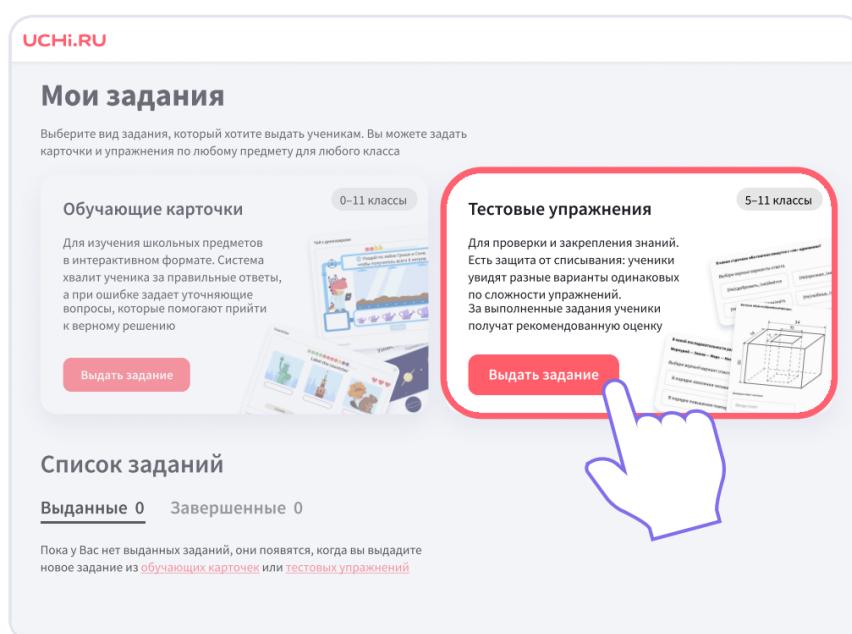 UCHi.RU
Мои задания
Выберите вид задания, который хотите выдать ученикам. Вы можете задать
карточки и упражнения по любому предмету для любого класса
Обучающие карточки
0–11 классы
Для изучения школьных предметов
в интерактивном формате. Система
хвалит ученика за правильные ответы,
а при ошибке задает уточняющие
вопросы, которые помогают прийти
к верному решению
Выдать задание
Тестовые упражнения
5–11 классы
Для проверки и закрепления знаний.
Есть защита от списывания: ученики
увидят разные варианты одинаковых
по сложности упражнений.
За выполненные задания ученики
получат рекомендованную оценку
Выдать задание
Список заданий
Выданные 0
Завершенные 0
Пока у Вас нет выданных заданий, они появятся, когда вы выдадите
новое задание из обучающих карточек или тестовых упражнений